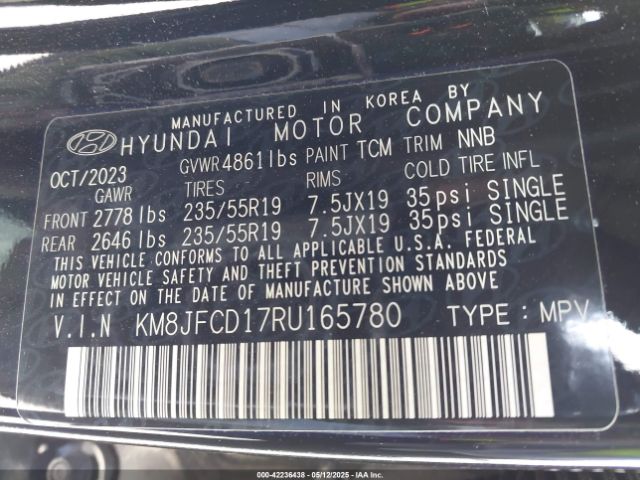 MANUFACTURED IN KOREA BY
HYUNDAI MOTOR COMPANY
OCT/2023 GVWR 4861lbs PAINT TCM TRIM NNB
GAWR TIRES RIMS COLD TIRE INFL
FRONT 2778 lbs 235/55R19 7.5JX19 35psi SINGLE
REAR 2646 lbs 235/55R19 7.5JX19 35psi SINGLE
THIS VEHICLE CONFORMS TO ALL APPLICABLE U.S.A. FEDERAL
MOTOR VEHICLE SAFETY AND THEFT PREVENTION STANDARDS
IN EFFECT ON THE DATE OF MANUFACTURE SHOWN ABOVE
V.I.N KM8JFCD17RU165780 TYPE : MPV
000-42236438 - 05/12/2025 - IAAI.COM